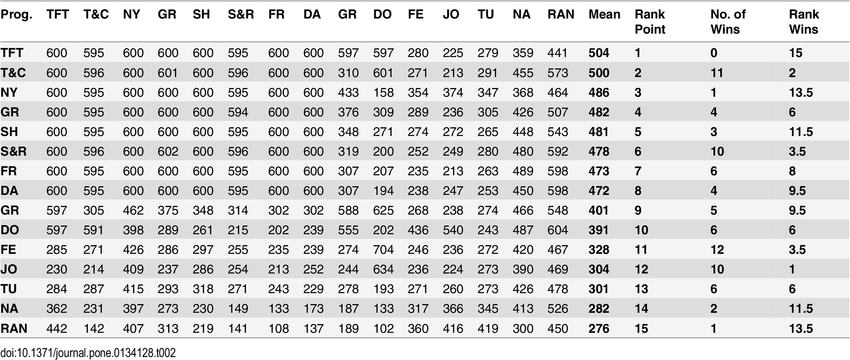 Prog. TFT T&C NY GR SH S&R FR DA GR DO FE JO TU NA RAN Mean Rank Point No. of Wins Rank Wins
TFT 600 595 600 600 600 595 600 600 597 597 280 225 279 359 441 504 1 0 15
T&C 600 596 600 601 600 596 600 600 310 601 271 213 291 455 573 500 2 11 2
NY 600 595 600 600 600 595 600 600 433 158 354 374 347 368 464 486 3 1 13.5
GR 600 595 600 600 600 594 600 600 376 309 289 236 305 426 507 482 4 4 6
SH 600 595 600 600 600 595 600 600 348 271 274 272 265 448 543 481 5 3 11.5
S&R 600 596 600 602 600 596 600 600 319 200 252 249 280 480 592 478 6 10 3.5
FR 600 595 600 600 600 595 600 600 307 207 235 213 263 489 598 473 7 6 8
DA 600 595 600 600 600 595 600 600 307 194 238 247 253 450 598 472 8 4 9.5
GR 597 305 462 375 348 314 302 302 588 625 268 238 274 466 548 401 9 5 9.5
DO 597 591 398 289 261 215 202 239 555 202 436 540 243 487 604 391 10 6 6
FE 285 271 426 286 297 255 235 239 274 704 246 236 272 420 467 328 11 12 3.5
JO 230 214 409 237 286 254 213 252 244 634 236 224 273 390 469 304 12 10 1
TU 284 287 415 293 318 271 243 229 278 193 271 260 273 426 478 301 13 6 6
NA 362 231 397 273 230 149 133 173 187 133 317 366 345 413 526 282 14 2 11.5
RAN 442 142 407 313 219 141 108 137 189 102 360 416 419 300 450 276 15 1 13.5
doi:10.1371/journal.pone.0134128.t002